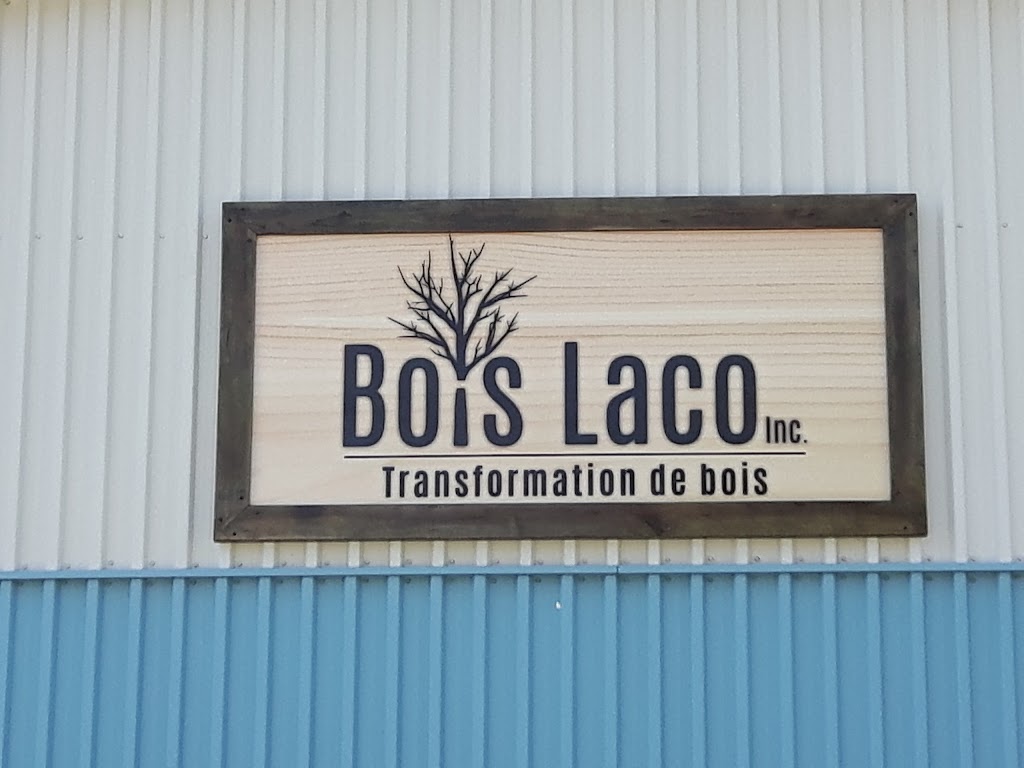 Bois Laco Inc.
Transformation de bois